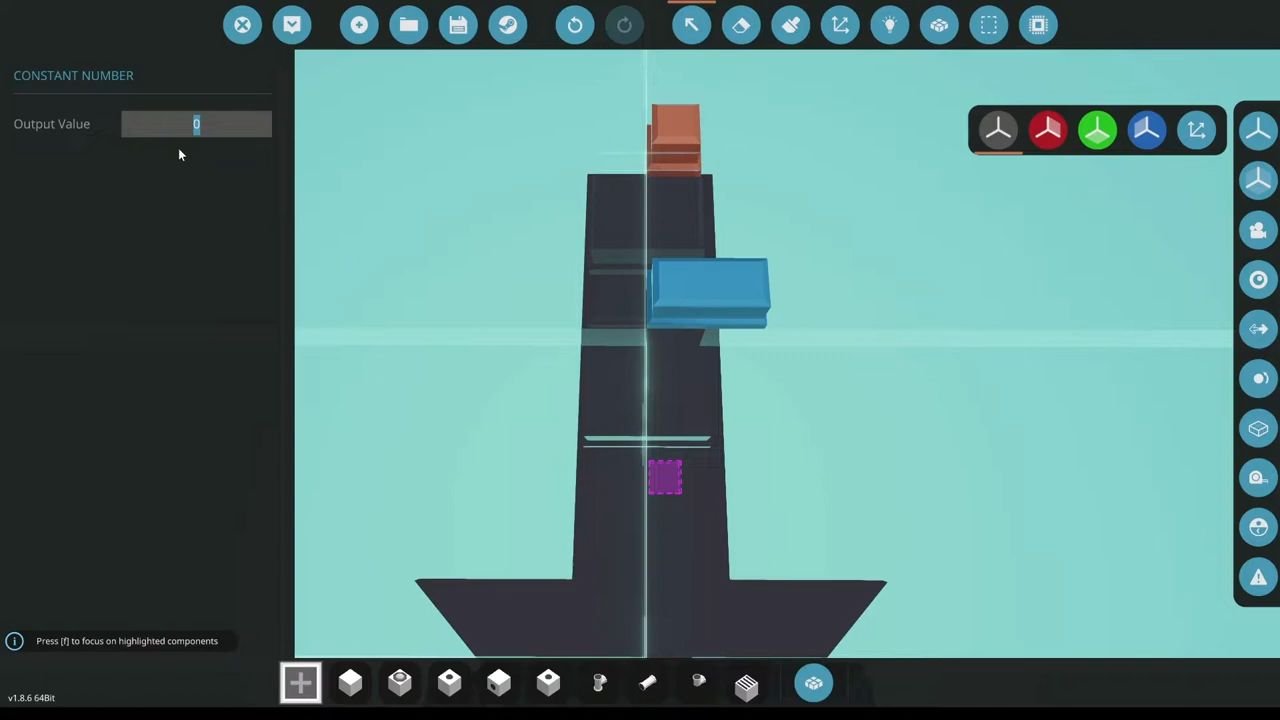 CONSTANT NUMBER
Output Value 0
Press [f] to focus on highlighted components
v1.8.6 64Bit